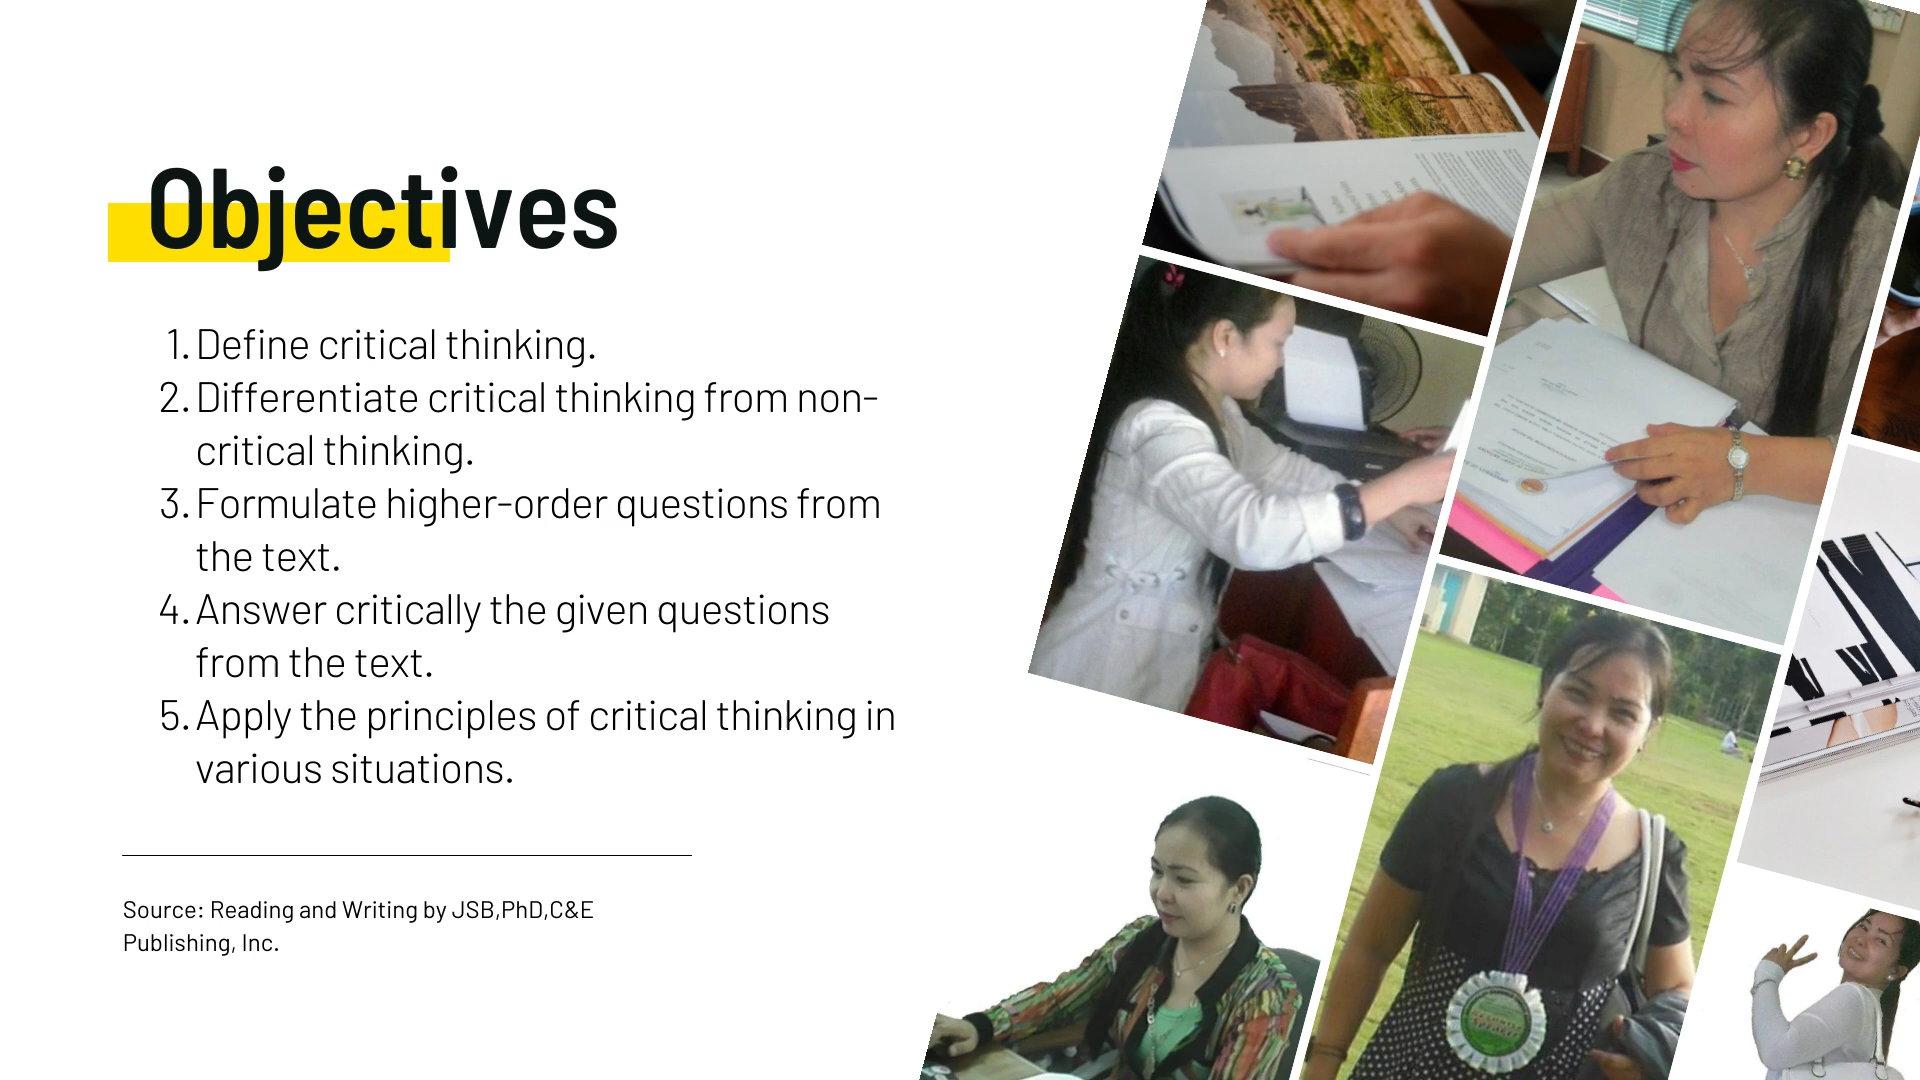 Objectives
1. Define critical thinking.
2. Differentiate critical thinking from non-
critical thinking.
3. Formulate higher-order questions from
the text.
4. Answer critically the given questions
from the text.
5. Apply the principles of critical thinking in
various situations.
Source: Reading and Writing by JSB,PhD,C&E
Publishing, Inc.